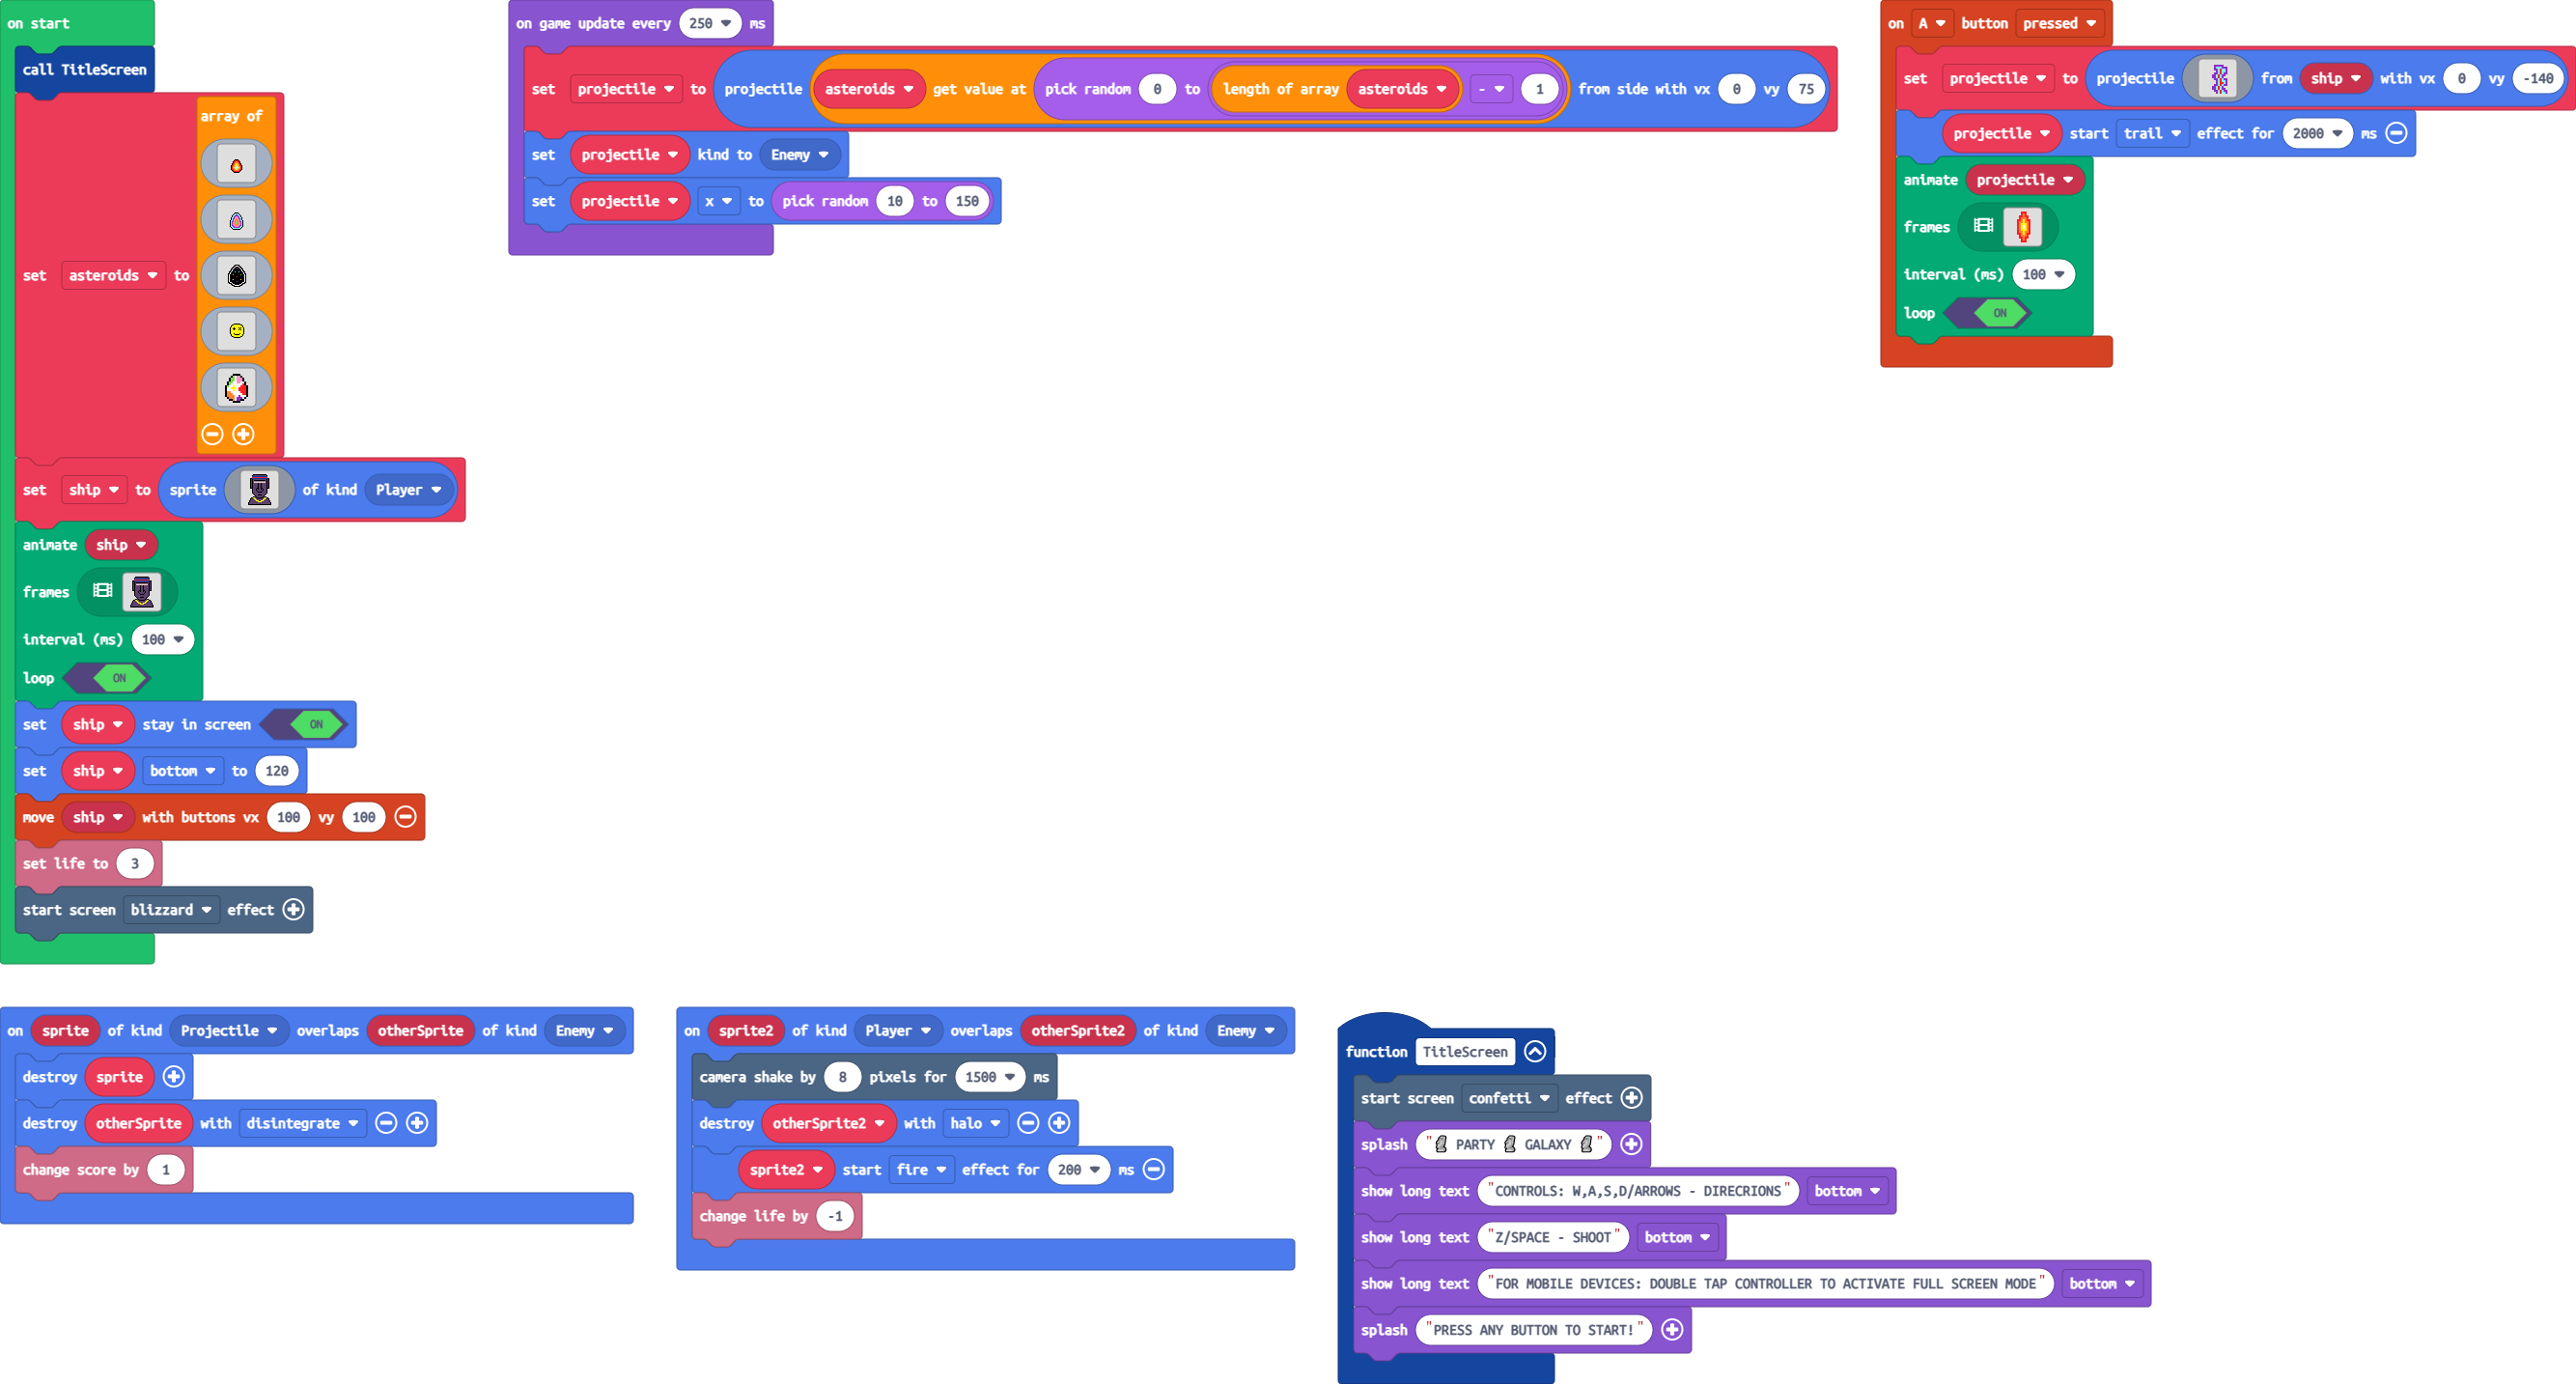 on start
call TitleScreen
set asteroids to array of
set ship to sprite of kind Player
animate ship
frames
interval (ms) 100
loop ON
set ship stay in screen ON
set ship bottom to 120
move ship with buttons vx 100 vy 100
set life to 3
start screen blizzard effect
on game update every 250 ms
set projectile to projectile asteroids get value at pick random 0 to length of array asteroids - 1 from side with vx 0 vy 75
set projectile kind to Enemy
set projectile x to pick random 10 to 150
on A button pressed
set projectile to projectile from ship with vx 0 vy -140
projectile start trail effect for 2000 ms
animate projectile
frames
interval (ms) 100
loop ON
on sprite of kind Projectile overlaps otherSprite of kind Enemy
destroy sprite
destroy otherSprite with disintegrate
change score by 1
on sprite2 of kind Player overlaps otherSprite2 of kind Enemy
camera shake by 8 pixels for 1500 ms
destroy otherSprite2 with halo
sprite2 start fire effect for 200 ms
change life by -1
function TitleScreen
start screen confetti effect
splash "🗿 PARTY 🗿 GALAXY 🗿"
show long text "CONTROLS: W,A,S,D/ARROWS - DIRECRIONS" bottom
show long text "Z/SPACE - SHOOT" bottom
show long text "FOR MOBILE DEVICES: DOUBLE TAP CONTROLLER TO ACTIVATE FULL SCREEN MODE" bottom
splash "PRESS ANY BUTTON TO START!"